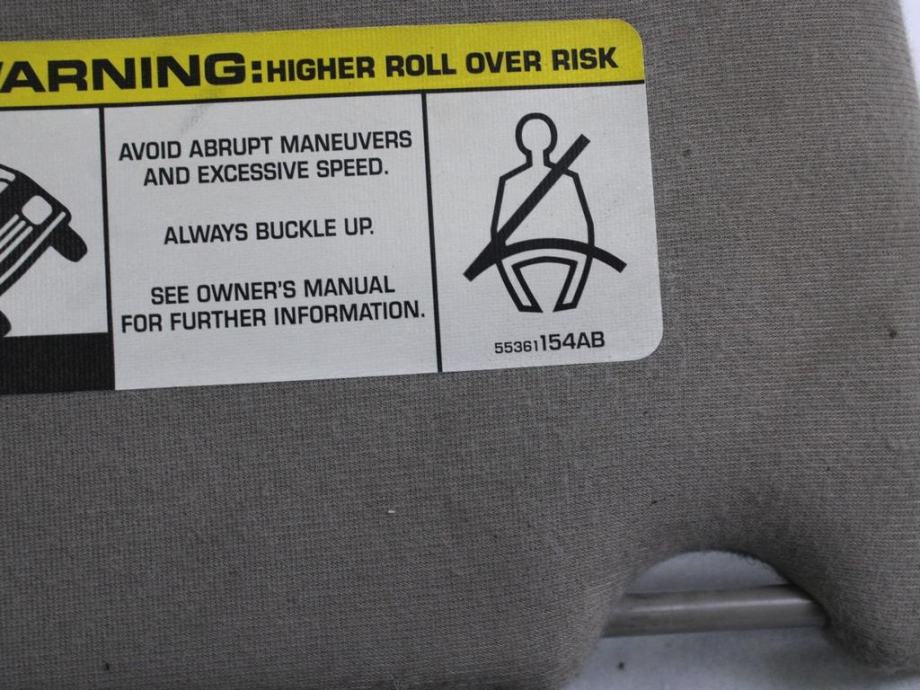 WARNING: HIGHER ROLL OVER RISK
AVOID ABRUPT MANEUVERS
AND EXCESSIVE SPEED.
ALWAYS BUCKLE UP.
SEE OWNER'S MANUAL
FOR FURTHER INFORMATION.
55361154AB